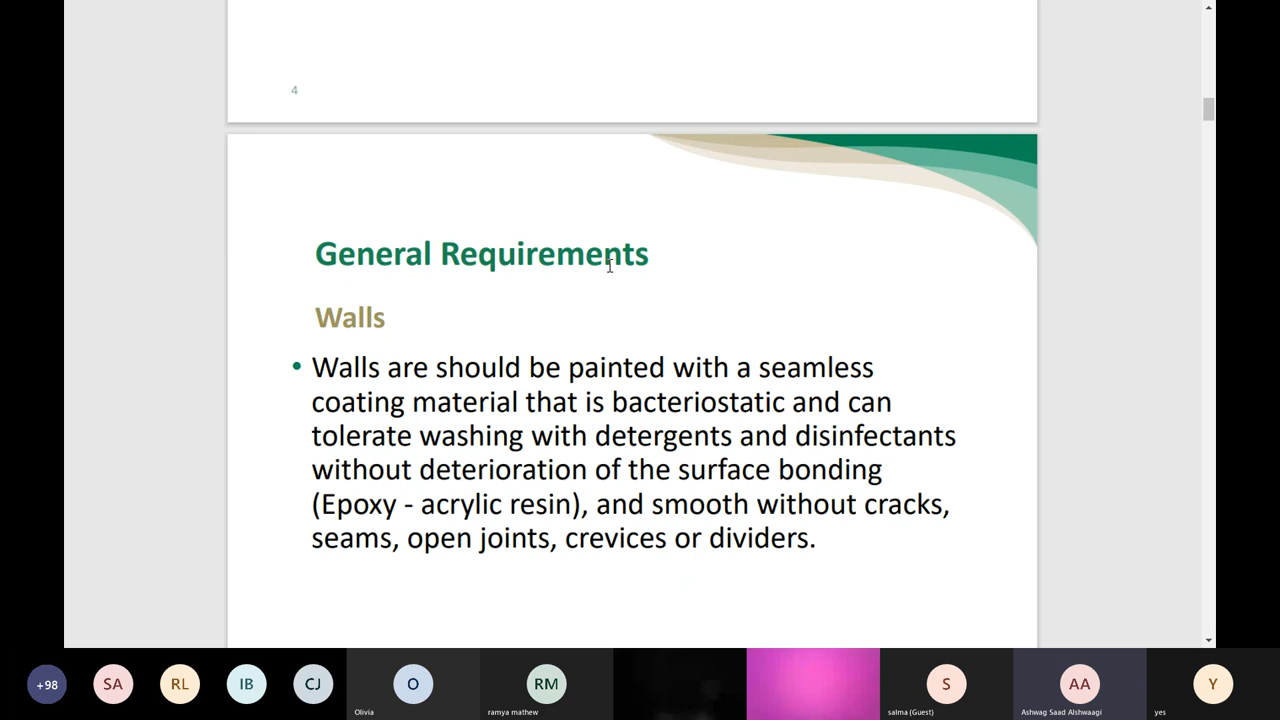 4
General Requirements
Walls
• Walls are should be painted with a seamless
coating material that is bacteriostatic and can
tolerate washing with detergents and disinfectants
without deterioration of the surface bonding
(Epoxy - acrylic resin), and smooth without cracks,
seams, open joints, crevices or dividers.
+98 SA RL IB CJ O RM S AA Y
Olivia ramya mathew salma (Guest) Ashwag Saad Alshwaagi yes